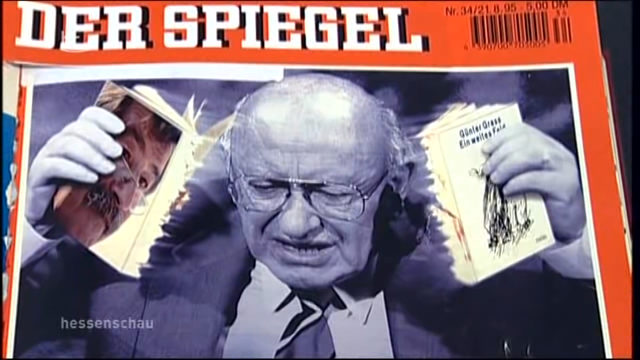 DER SPIEGEL
Nr. 34/21.8.95 5,00 DM
Günter Grass
Ein weites Feld
hessenschau